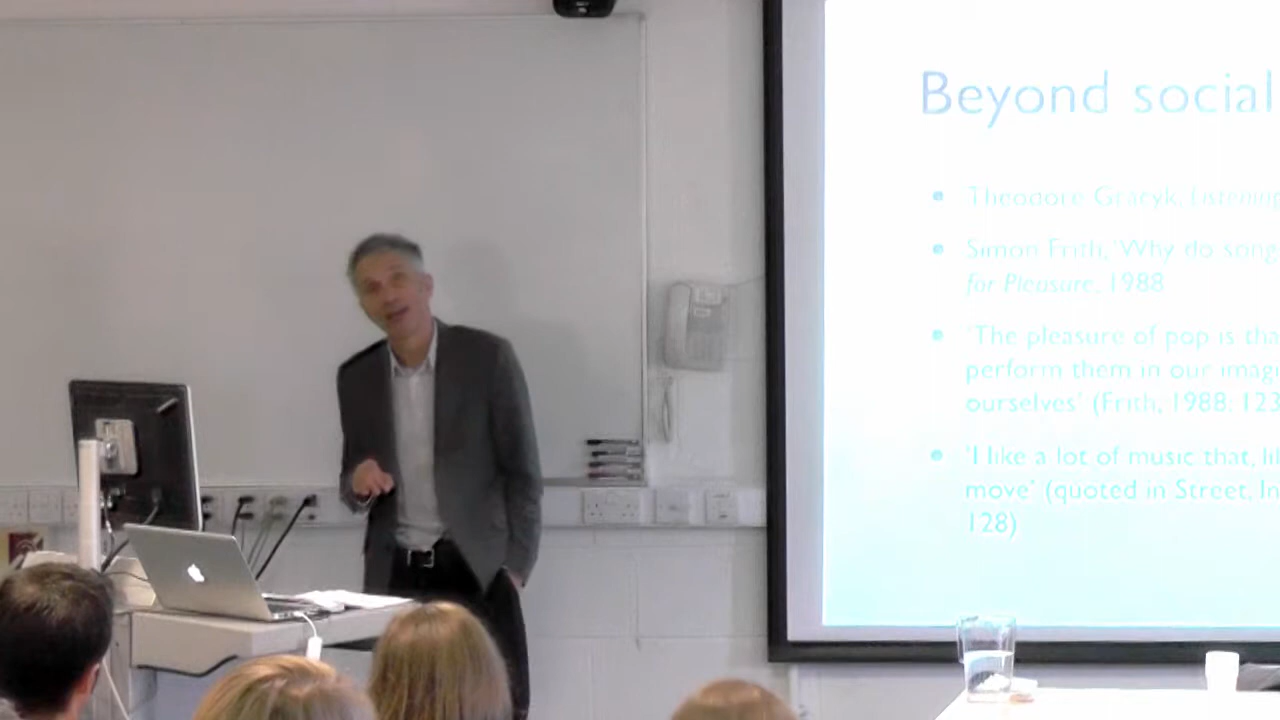 Beyond social
• Theodore Gracyk, Listening
• Simon Frith, 'Why do song
for Pleasure, 1988
• 'The pleasure of pop is tha
perform them in our imagi
ourselves' (Frith, 1988: 123
• 'I like a lot of music that, li
move' (quoted in Street, In
128)